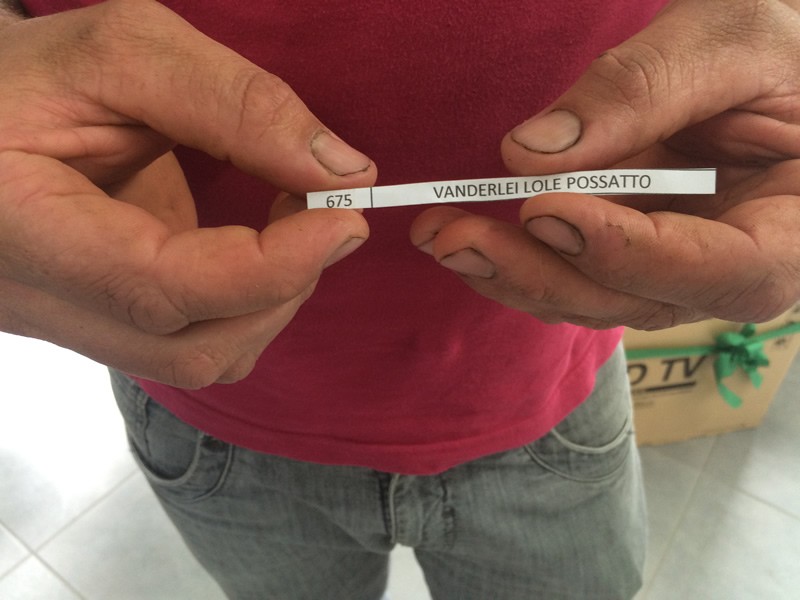 675 VANDERLEI LOLE POSSATTO
TV